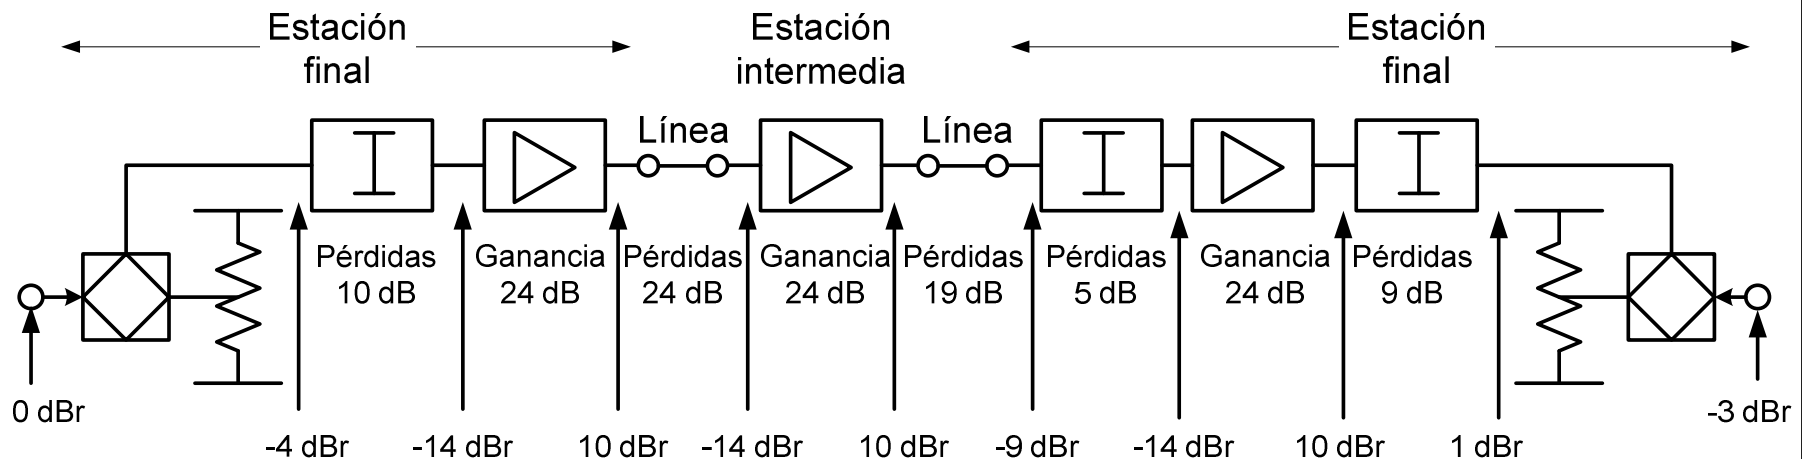 Estación
final
Estación
intermedia
Estación
final
Línea
Línea
Pérdidas
10 dB
Ganancia
24 dB
Pérdidas
24 dB
Ganancia
24 dB
Pérdidas
19 dB
Pérdidas
5 dB
Ganancia
24 dB
Pérdidas
9 dB
0 dBr
-3 dBr
-4 dBr
-14 dBr
10 dBr
-14 dBr
10 dBr
-9 dBr
-14 dBr
10 dBr
1 dBr